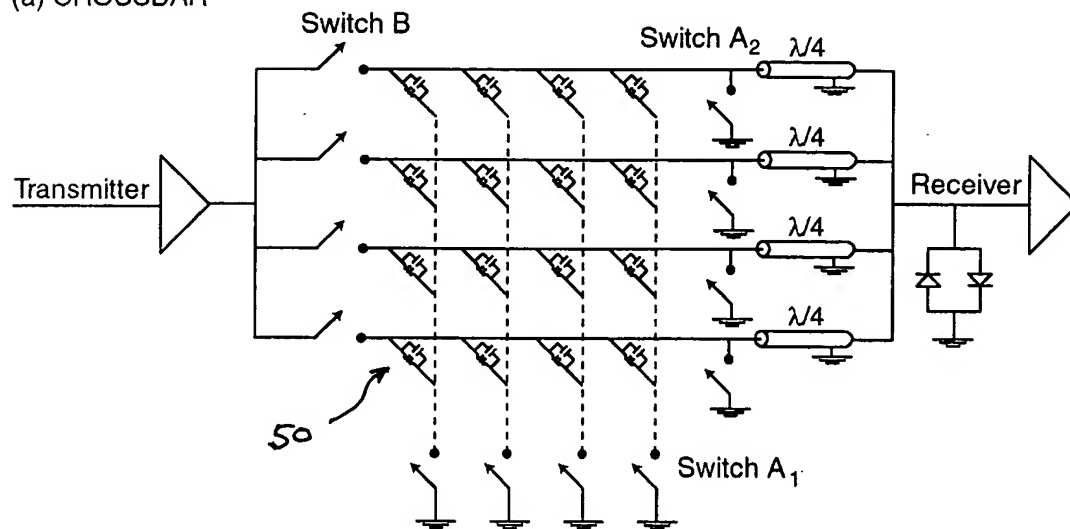 (a) CROSSBAR
Switch B
Switch A2
λ/4
λ/4
Transmitter
Receiver
λ/4
λ/4
50
Switch A1